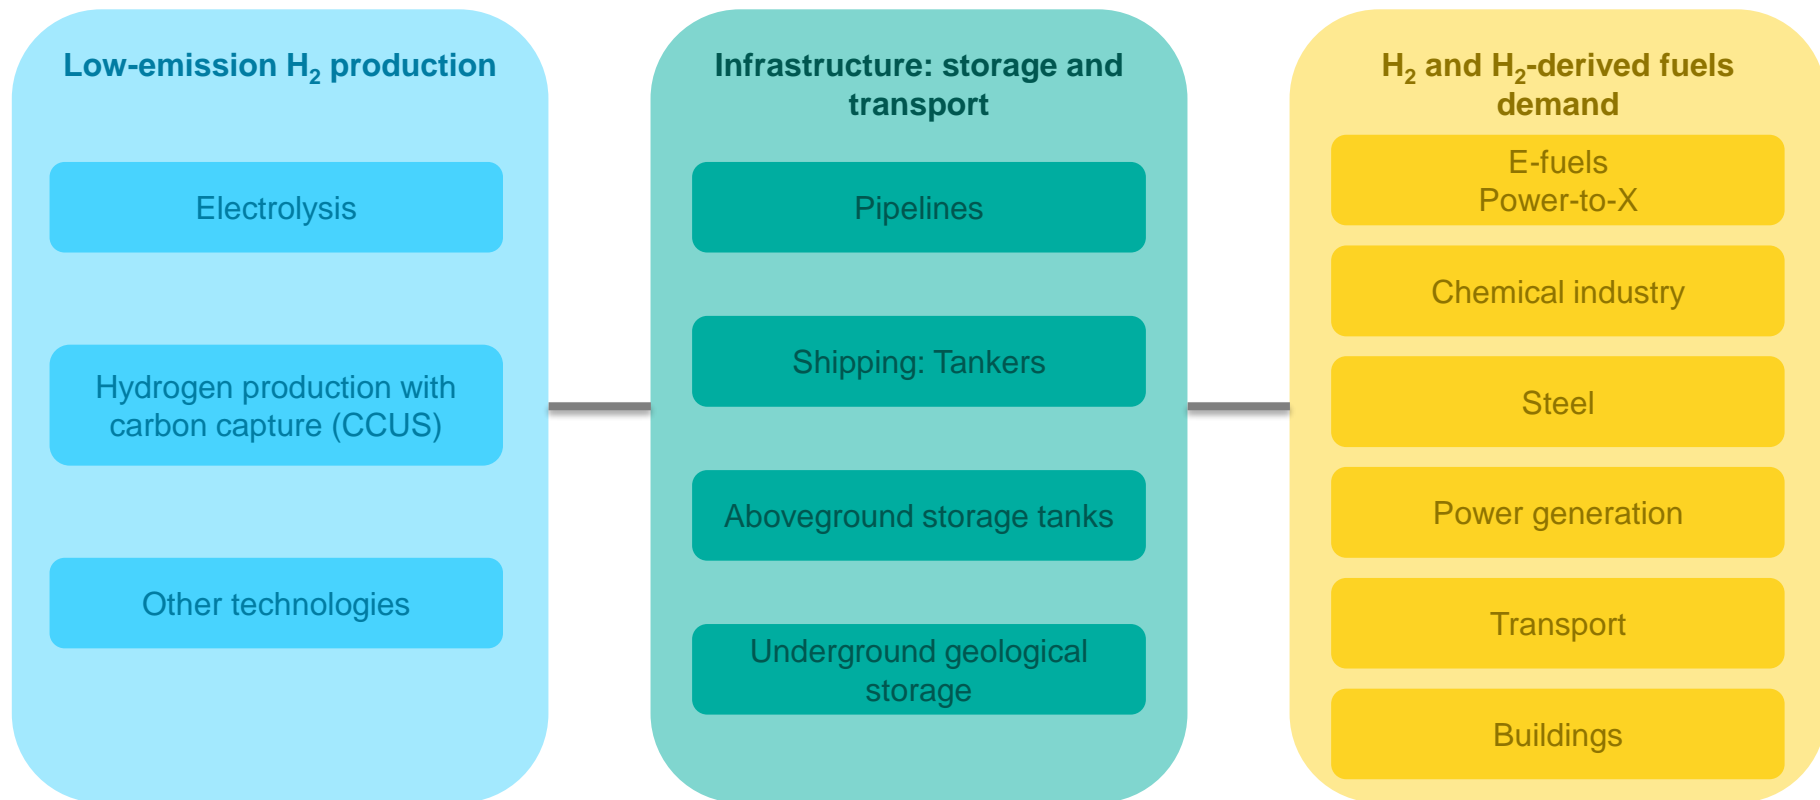 Low-emission H₂ production
Electrolysis
Hydrogen production with
carbon capture (CCUS)
Other technologies
Infrastructure: storage and
transport
Pipelines
Shipping: Tankers
Aboveground storage tanks
Underground geological
storage
H₂ and H₂-derived fuels
demand
E-fuels
Power-to-X
Chemical industry
Steel
Power generation
Transport
Buildings